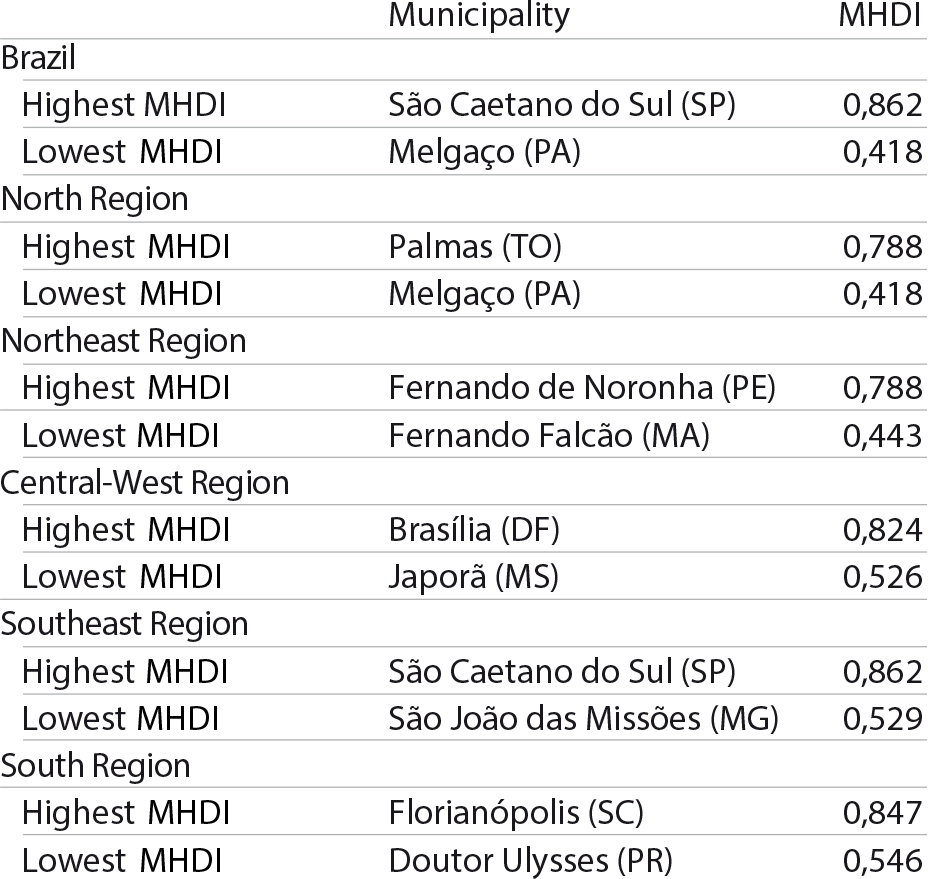 Municipality MHDI
Brazil
Highest MHDI São Caetano do Sul (SP) 0,862
Lowest MHDI Melgaço (PA) 0,418
North Region
Highest MHDI Palmas (TO) 0,788
Lowest MHDI Melgaço (PA) 0,418
Northeast Region
Highest MHDI Fernando de Noronha (PE) 0,788
Lowest MHDI Fernando Falcão (MA) 0,443
Central-West Region
Highest MHDI Brasília (DF) 0,824
Lowest MHDI Japorã (MS) 0,526
Southeast Region
Highest MHDI São Caetano do Sul (SP) 0,862
Lowest MHDI São João das Missões (MG) 0,529
South Region
Highest MHDI Florianópolis (SC) 0,847
Lowest MHDI Doutor Ulysses (PR) 0,546